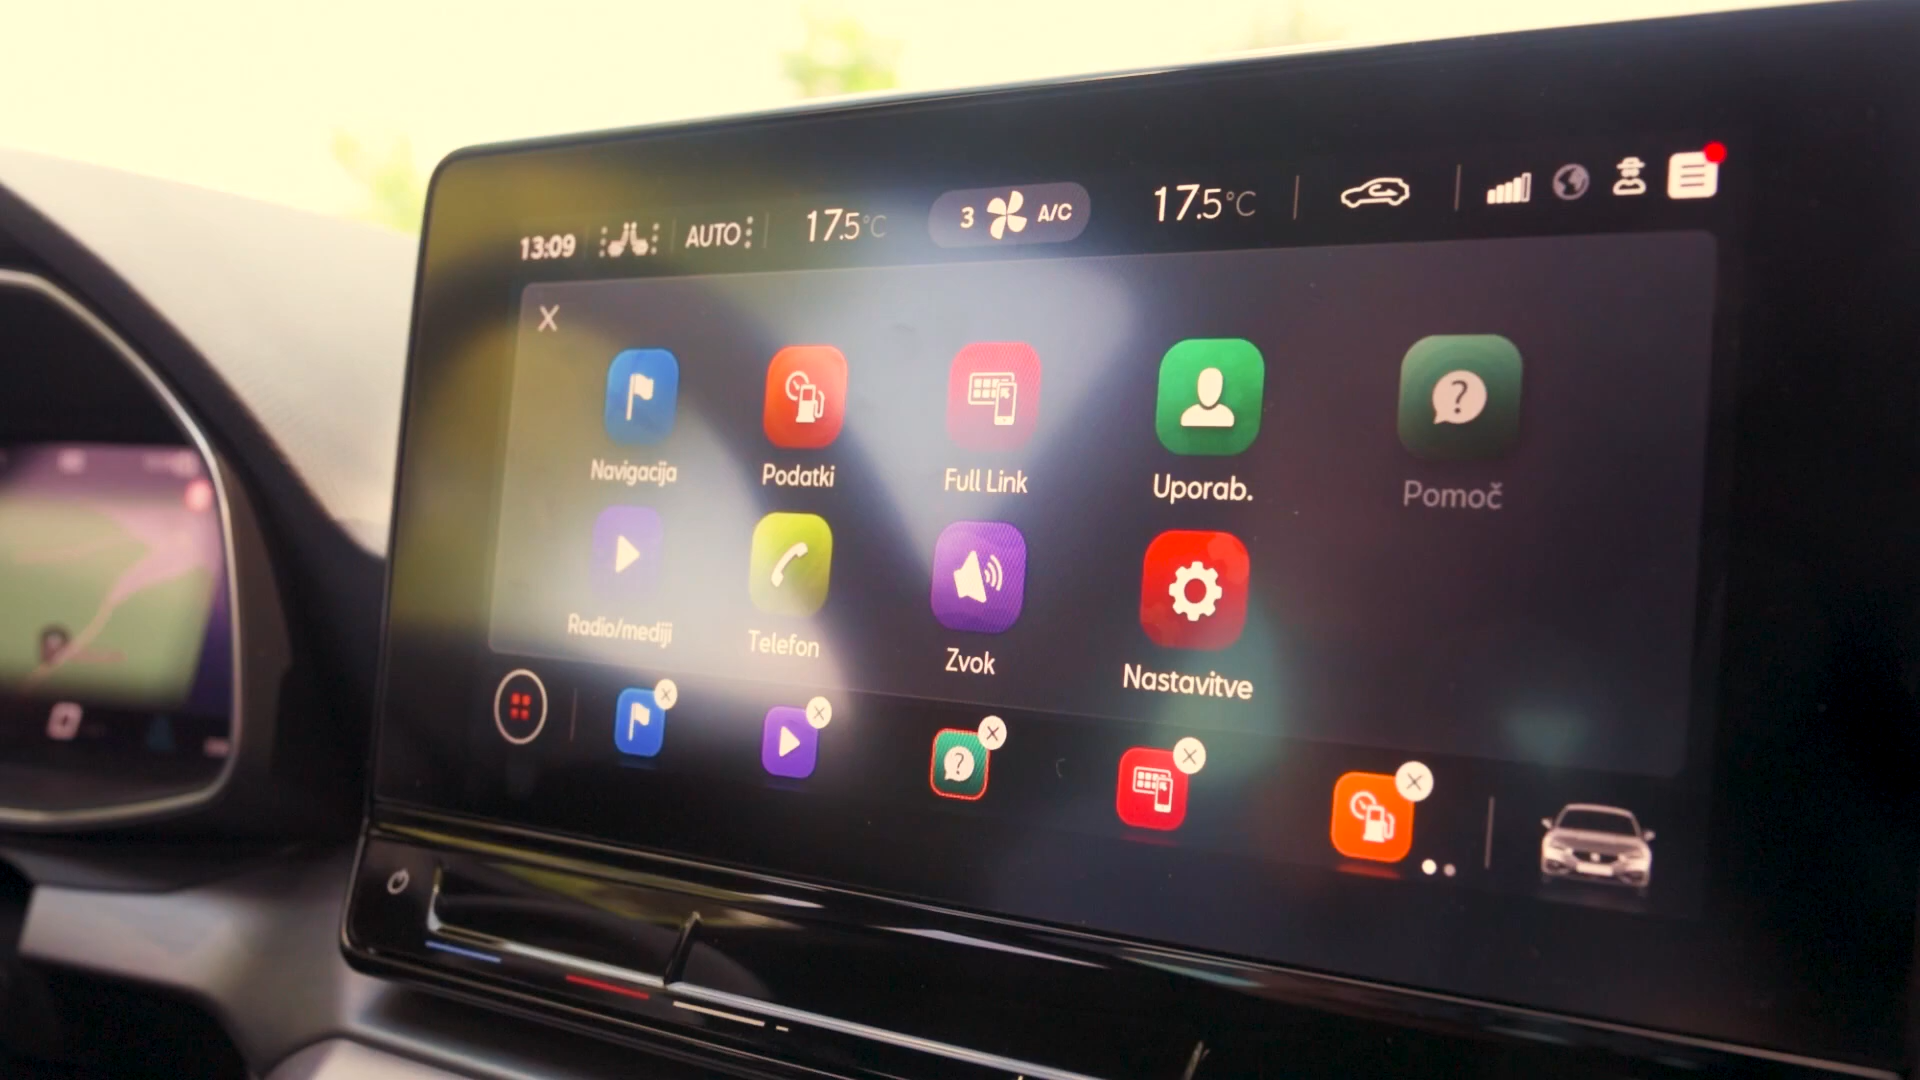 13:09 AUTO 17.5°C 3 A/C 17.5°C
X
Navigacija Podatki Full Link Uporab. Pomoč
Radio/mediji Telefon Zvok Nastavitve